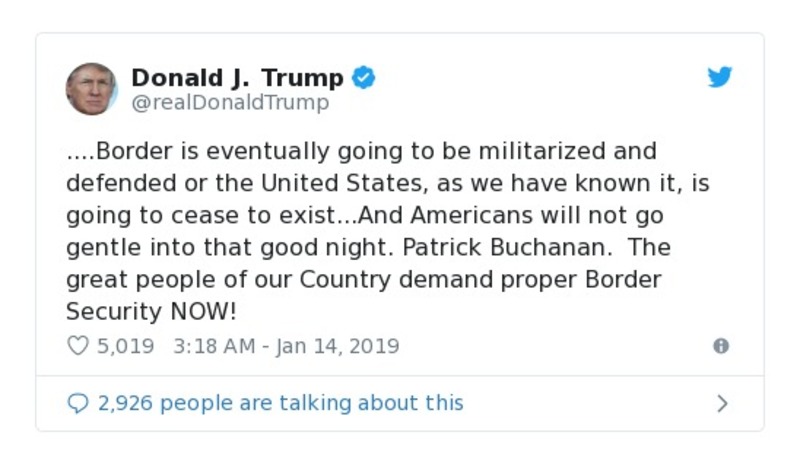 Donald J. Trump
@realDonaldTrump
....Border is eventually going to be militarized and
defended or the United States, as we have known it, is
going to cease to exist...And Americans will not go
gentle into that good night. Patrick Buchanan.  The
great people of our Country demand proper Border
Security NOW!
5,019 3:18 AM - Jan 14, 2019
2,926 people are talking about this